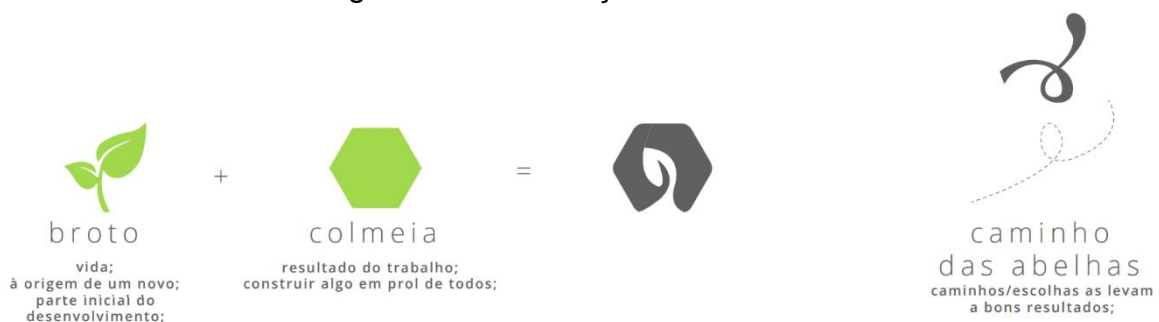 +
=
broto
vida;
à origem de um novo;
parte inicial do
desenvolvimento;
colmeia
resultado do trabalho;
construir algo em prol de todos;
caminho
das abelhas
caminhos/escolhas as levam
a bons resultados;